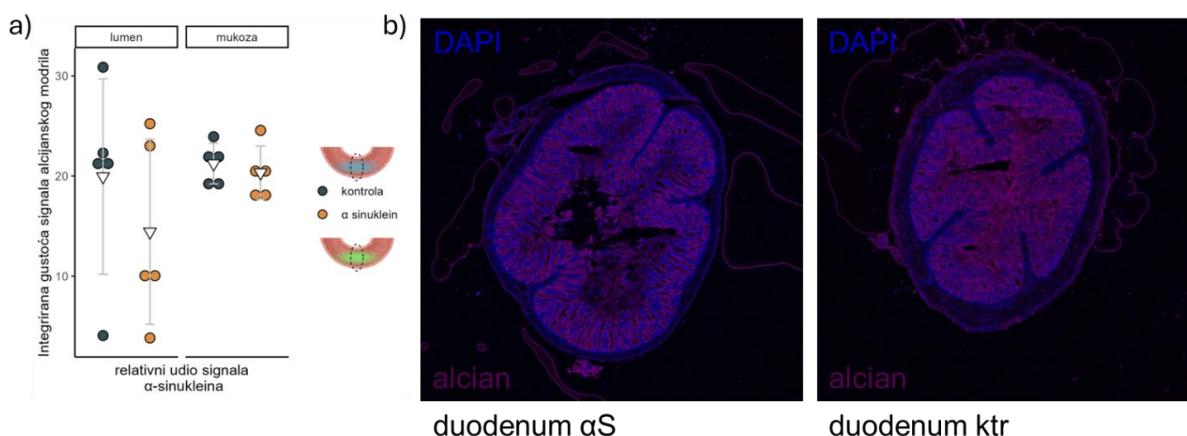 a)
lumen
mukoza
Integrirana gustoća signala alcijanskog modrila
30
20
10
relativni udio signala
α-sinukleina
kontrola
α sinuklein
b)
DAPI
alcian
duodenum αS
DAPI
alcian
duodenum ktr